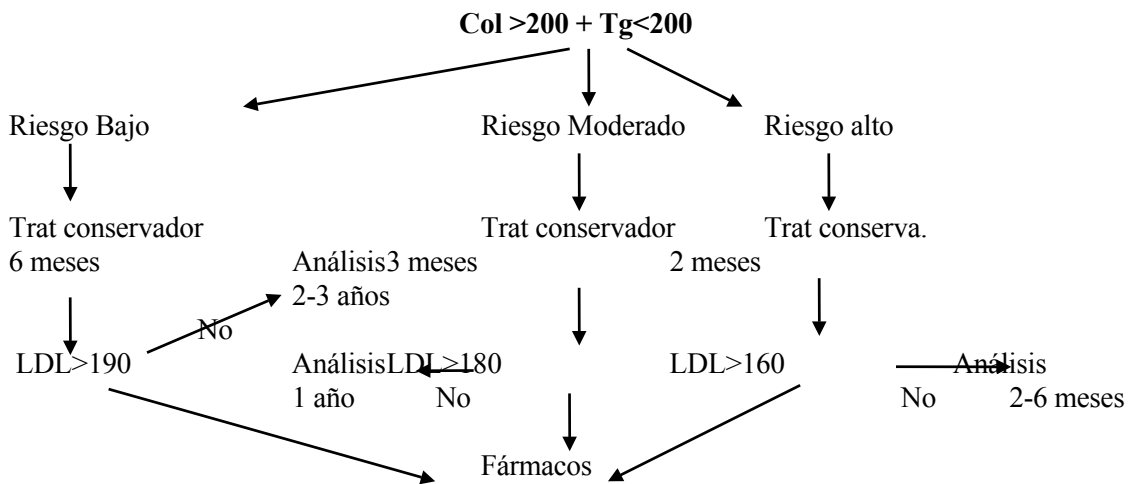 Col >200 + Tg<200
Riesgo Bajo Riesgo Moderado Riesgo alto
Trat conservador Trat conservador Trat conserva.
6 meses Análisis3 meses 2 meses
2-3 años
No
LDL>190 AnálisisLDL>180 LDL>160 Análisis
1 año No No 2-6 meses
Fármacos